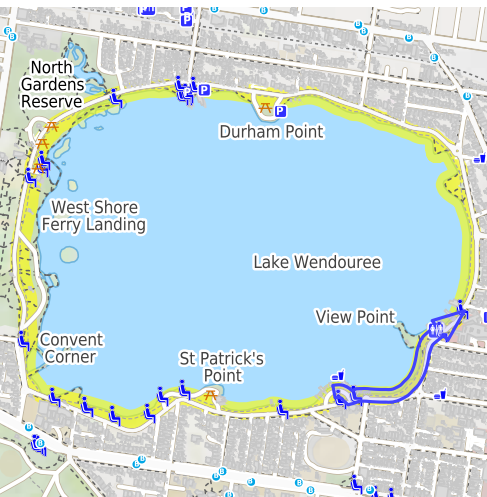 North
Gardens
Reserve
Durham Point
West Shore
Ferry Landing
Lake Wendouree
View Point
Convent
Corner
St Patrick's
Point